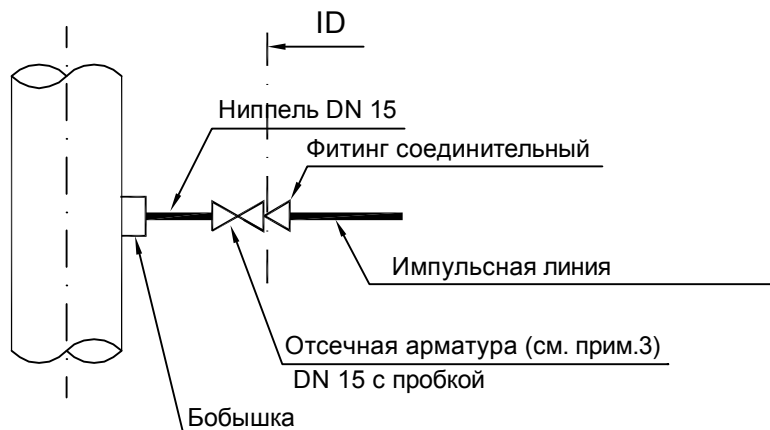 ID
Ниппель DN 15
Фитинг соединительный
Импульсная линия
Отсечная арматура (см. прим.3)
DN 15 с пробкой
Бобышка